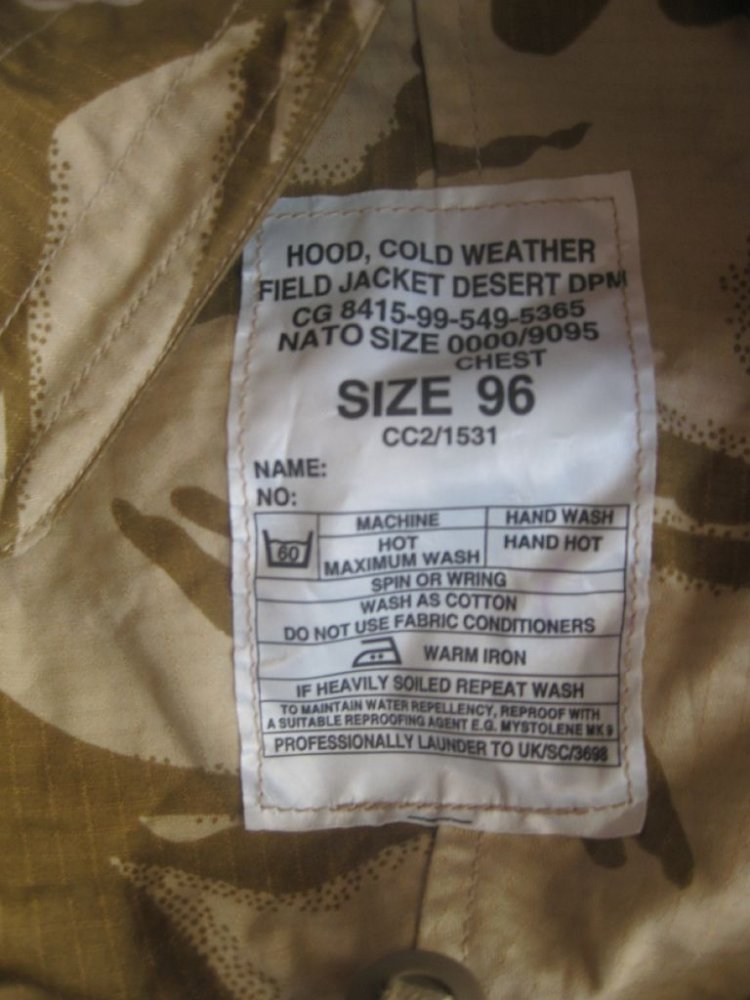 HOOD, COLD WEATHER
FIELD JACKET DESERT DPM
CG 8415-99-549-5365
NATO SIZE 0000/9095
CHEST
SIZE 96
CC2/1531
NAME:
NO:
60
MACHINE
HAND WASH
HOT
MAXIMUM WASH
HAND HOT
SPIN OR WRING
WASH AS COTTON
DO NOT USE FABRIC CONDITIONERS
WARM IRON
IF HEAVILY SOILED REPEAT WASH
TO MAINTAIN WATER REPELLENCY, REPROOF WITH
A SUITABLE REPROOFING AGENT E.G. MYSTOLENE MK 9
PROFESSIONALLY LAUNDER TO UK/SC/3698